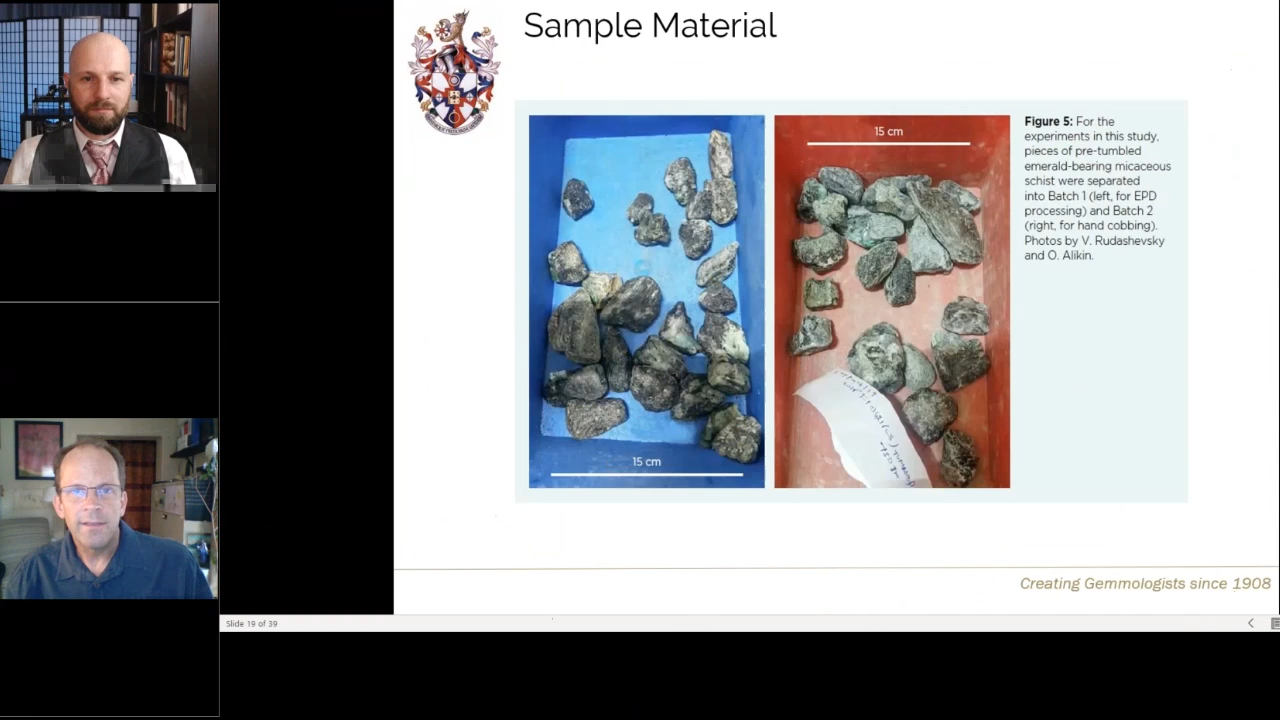 Sample Material
15 cm
15 cm
Figure 5: For the
experiments in this study,
pieces of pre-tumbled
emerald-bearing micaceous
schist were separated
into Batch 1 (left, for EPD
processing) and Batch 2
(right, for hand cobbing).
Photos by V. Rudashevsky
and O. Alikin.
Creating Gemmologists since 1908
Slide 19 of 39